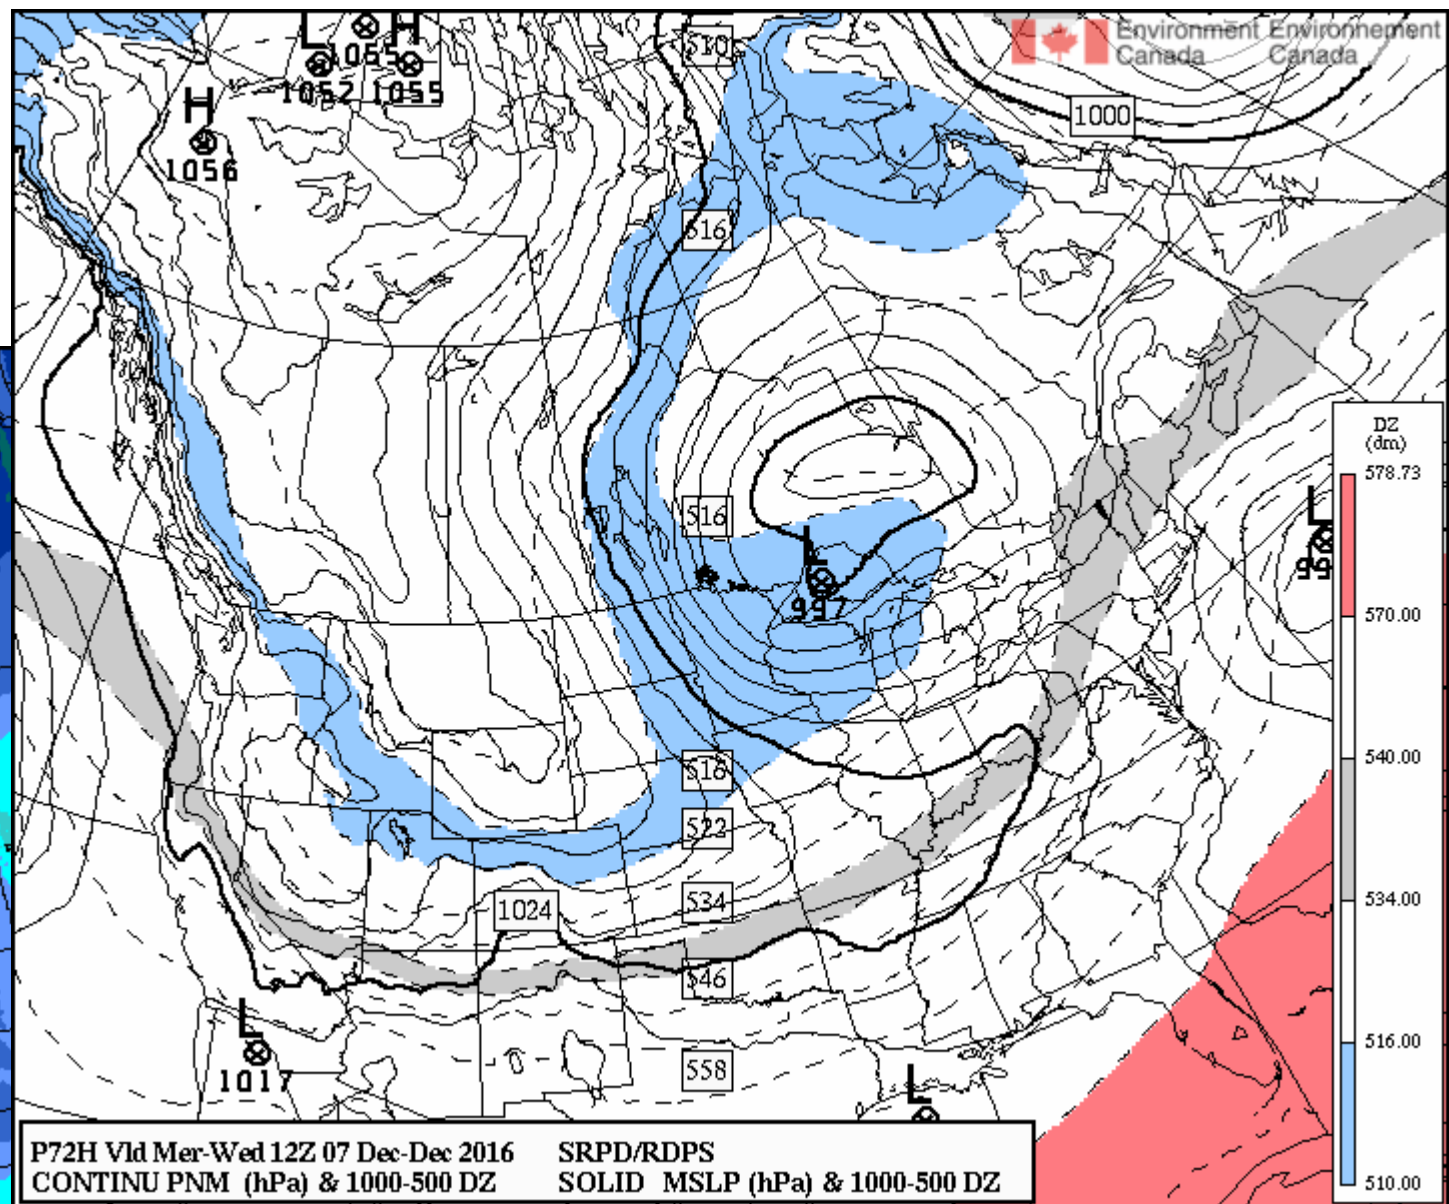 Environment Environnement
Canada Canada
L 1055 H
1052 1055
H
1056
510
1000
516
516
L
997
L
99
518
522
534
1024
546
558
L
1017
L
DZ
(dm)
578.73
570.00
540.00
534.00
516.00
510.00
P72H Vld Mer-Wed 12Z 07 Dec-Dec 2016 SRPD/RDPS
CONTINU PNM (hPa) & 1000-500 DZ SOLID MSLP (hPa) & 1000-500 DZ